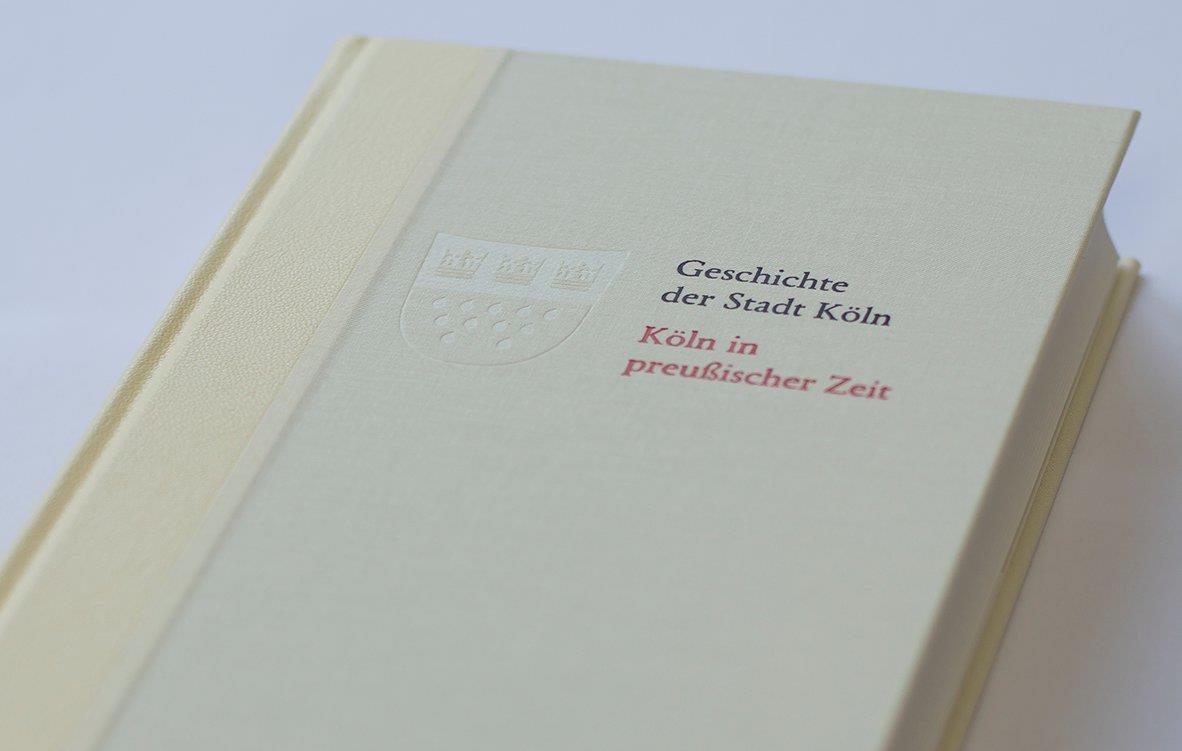 Geschichte
der Stadt Köln
Köln in
preußischer Zeit